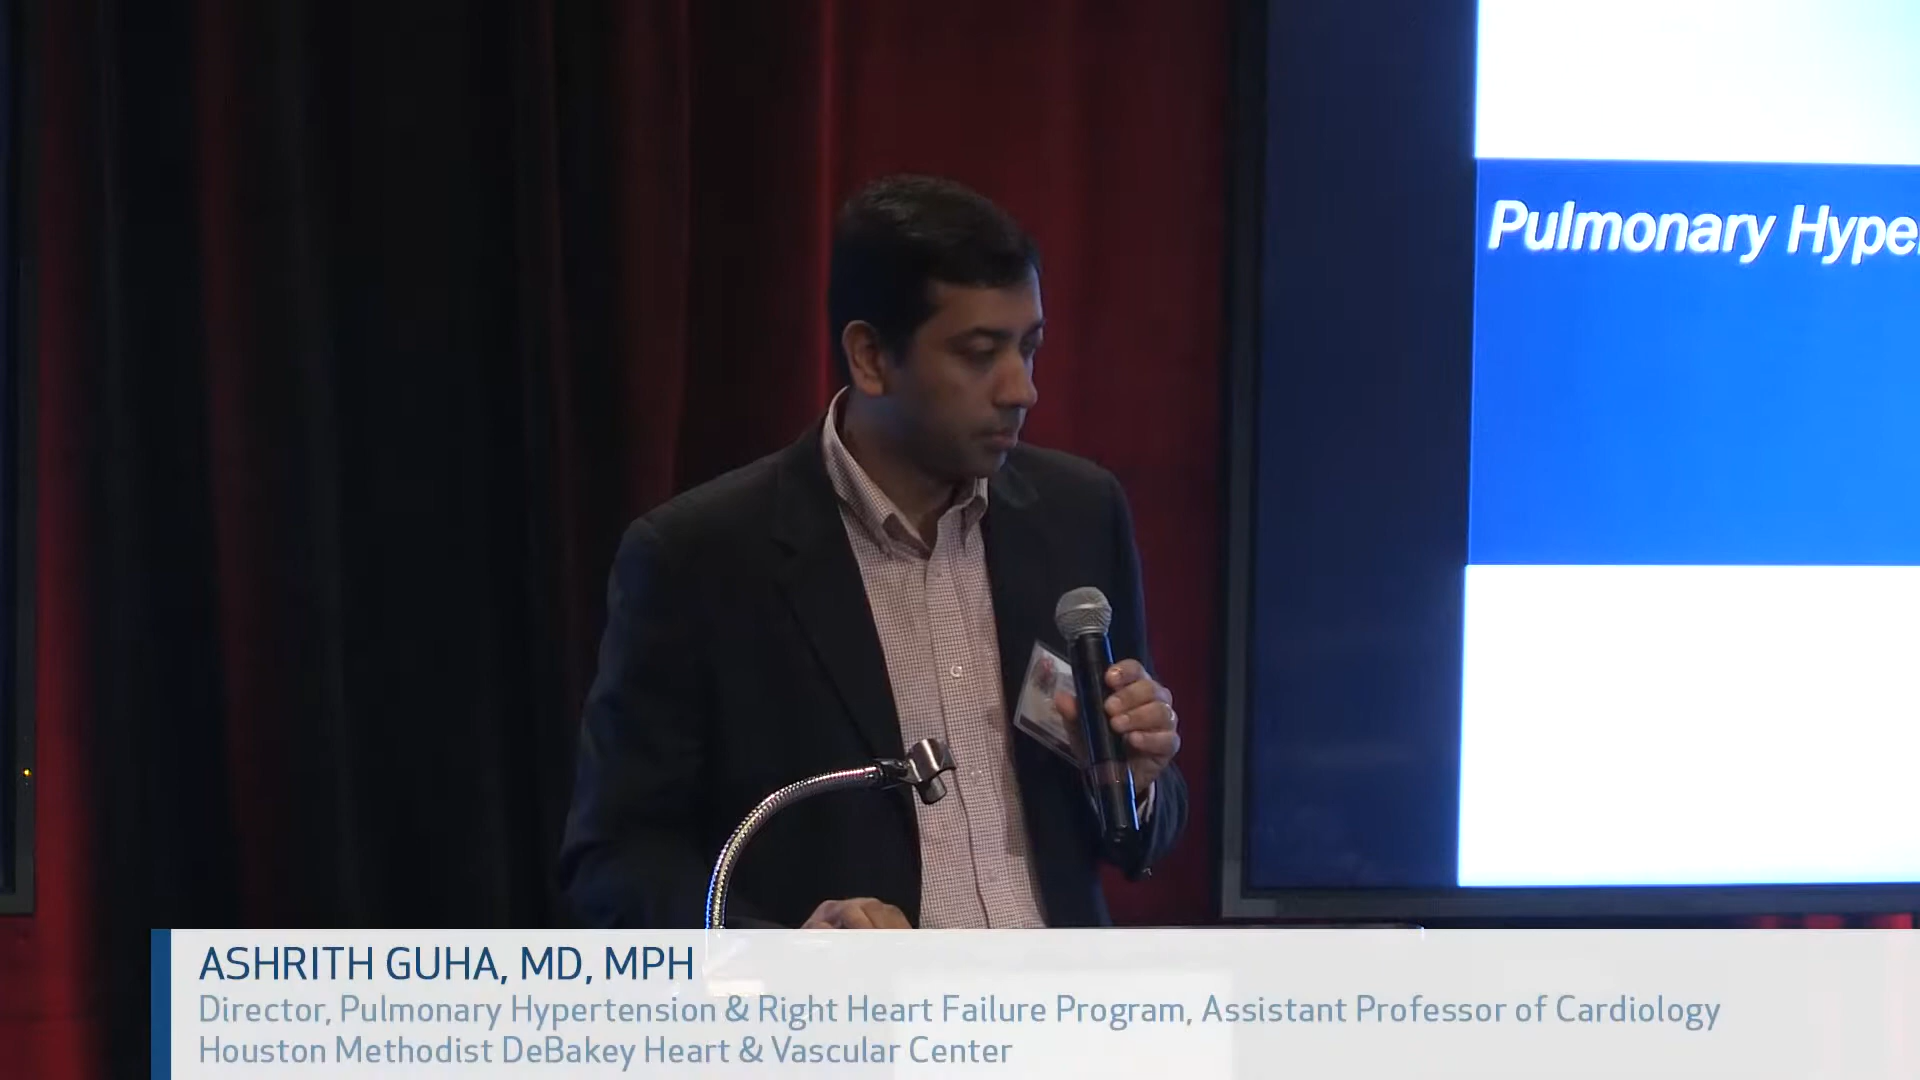 Pulmonary Hype
ASHRITH GUHA, MD, MPH
Director, Pulmonary Hypertension & Right Heart Failure Program, Assistant Professor of Cardiology
Houston Methodist DeBakey Heart & Vascular Center